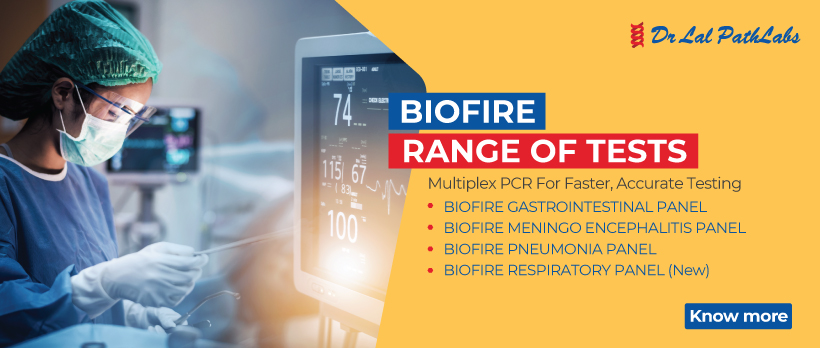 Dr Lal PathLabs
BIOFIRE
RANGE OF TESTS
Multiplex PCR For Faster, Accurate Testing
BIOFIRE GASTROINTESTINAL PANEL
BIOFIRE MENINGO ENCEPHALITIS PANEL
BIOFIRE PNEUMONIA PANEL
BIOFIRE RESPIRATORY PANEL (New)
Know more
74
115/ 67
( 83)
100